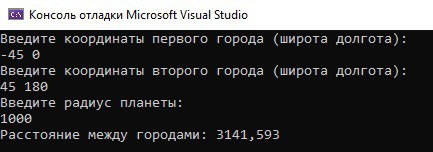 Консоль отладки Microsoft Visual Studio
Введите координаты первого города (широта долгота):
-45 0
Введите координаты второго города (широта долгота):
45 180
Введите радиус планеты:
1000
Расстояние между городами: 3141,593